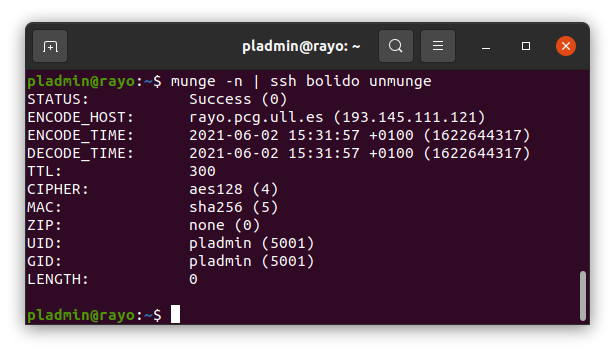 pladmin@rayo: ~
pladmin@rayo:~$ munge -n | ssh bolido unmunge
STATUS:           Success (0)
ENCODE_HOST:      rayo.pcg.ull.es (193.145.111.121)
ENCODE_TIME:      2021-06-02 15:31:57 +0100 (1622644317)
DECODE_TIME:      2021-06-02 15:31:57 +0100 (1622644317)
TTL:              300
CIPHER:           aes128 (4)
MAC:              sha256 (5)
ZIP:              none (0)
UID:              pladmin (5001)
GID:              pladmin (5001)
LENGTH:           0
pladmin@rayo:~$